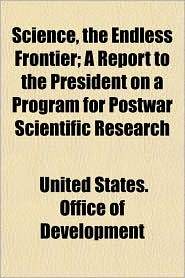 Science, the Endless
Frontier; A Report to the
President on a Program
for Postwar Scientific
Research
United States.
Office of
Development